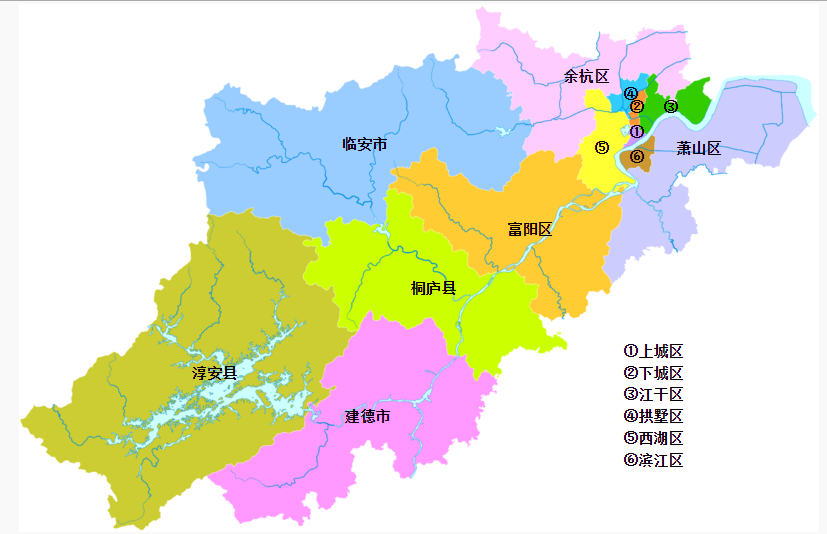 余杭区
④
②
③
①
临安市
⑤
萧山区
⑥
富阳区
桐庐县
淳安县
建德市
①上城区
②下城区
③江干区
④拱墅区
⑤西湖区
⑥滨江区